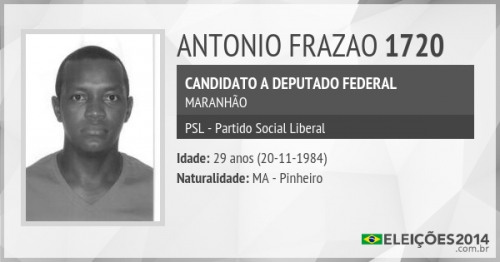 ANTONIO FRAZAO 1720
CANDIDATO A DEPUTADO FEDERAL
MARANHÃO
PSL - Partido Social Liberal
Idade: 29 anos (20-11-1984)
Naturalidade: MA - Pinheiro
ELEIÇÕES2014
.com.br